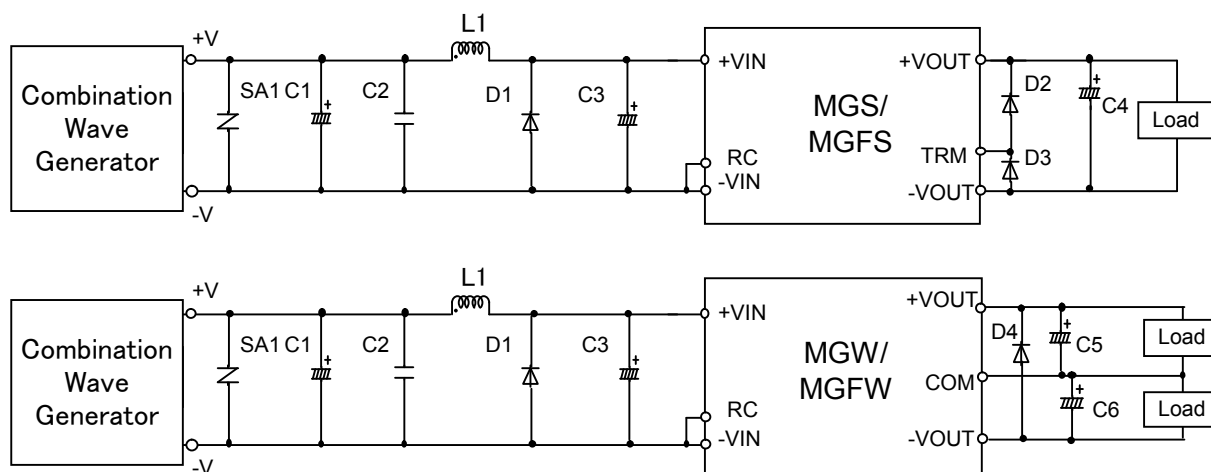 L1
+V
SA1 C1
C2
D1
C3
Combination
Wave
Generator
-V
+VIN
RC
-VIN
MGS/
MGFS
+VOUT
TRM
-VOUT
D2
D3
C4
Load
+
+
+
L1
+V
SA1 C1
C2
D1
C3
Combination
Wave
Generator
-V
+VIN
RC
-VIN
MGW/
MGFW
+VOUT
COM
-VOUT
D4
C5
C6
Load
Load
+
+
+
+